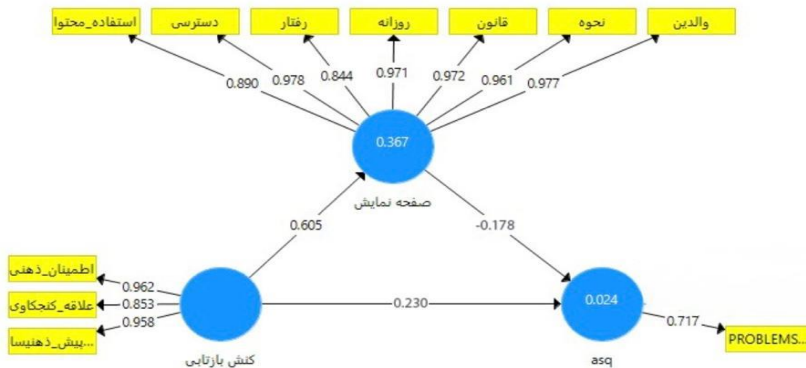 استفاده_محتوا
دسترسی
رفتار
روزانه
قانون
نحوه
والدین
0.890
0.978
0.844
0.971
0.972
0.961
0.977
0.367
صفحه نمایش
0.605
-0.178
اطمینان_ذهنی
علاقه_کنجکاوی
پیش_ذهنیسا...
0.962
0.853
0.958
کنش بازتابی
0.230
0.024
asq
0.717
PROBLEMS...